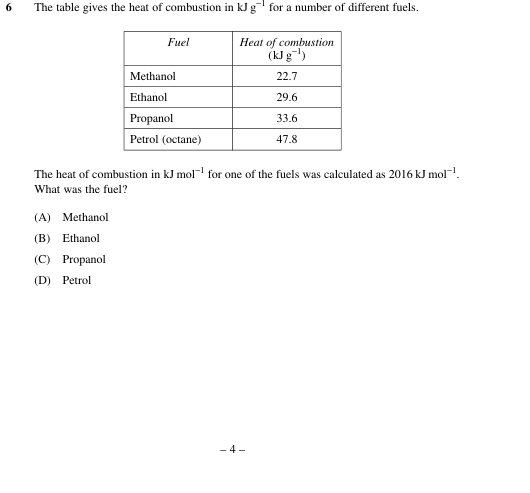 6 The table gives the heat of combustion in kJ g⁻¹ for a number of different fuels.
Fuel Heat of combustion
(kJ g⁻¹)
Methanol 22.7
Ethanol 29.6
Propanol 33.6
Petrol (octane) 47.8
The heat of combustion in kJ mol⁻¹ for one of the fuels was calculated as 2016 kJ mol⁻¹.
What was the fuel?
(A) Methanol
(B) Ethanol
(C) Propanol
(D) Petrol
– 4 –